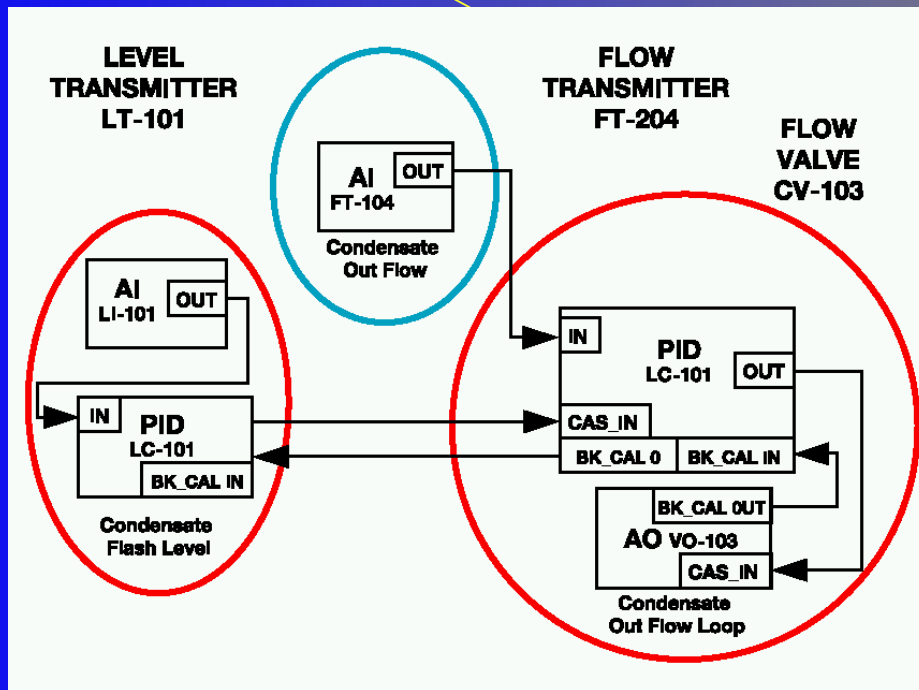 LEVEL
TRANSMITTER
LT-101
FLOW
TRANSMITTER
FT-204
FLOW
VALVE
CV-103
AI
OUT
FT-104
Condensate
Out Flow
AI
OUT
LI-101
IN
PID
LC-101
BK_CAL IN
Condensate
Flash Level
IN
PID
LC-101
OUT
CAS_IN
BK_CAL 0
BK_CAL IN
BK_CAL 0UT
AO VO-103
CAS_IN
Condensate
Out Flow Loop